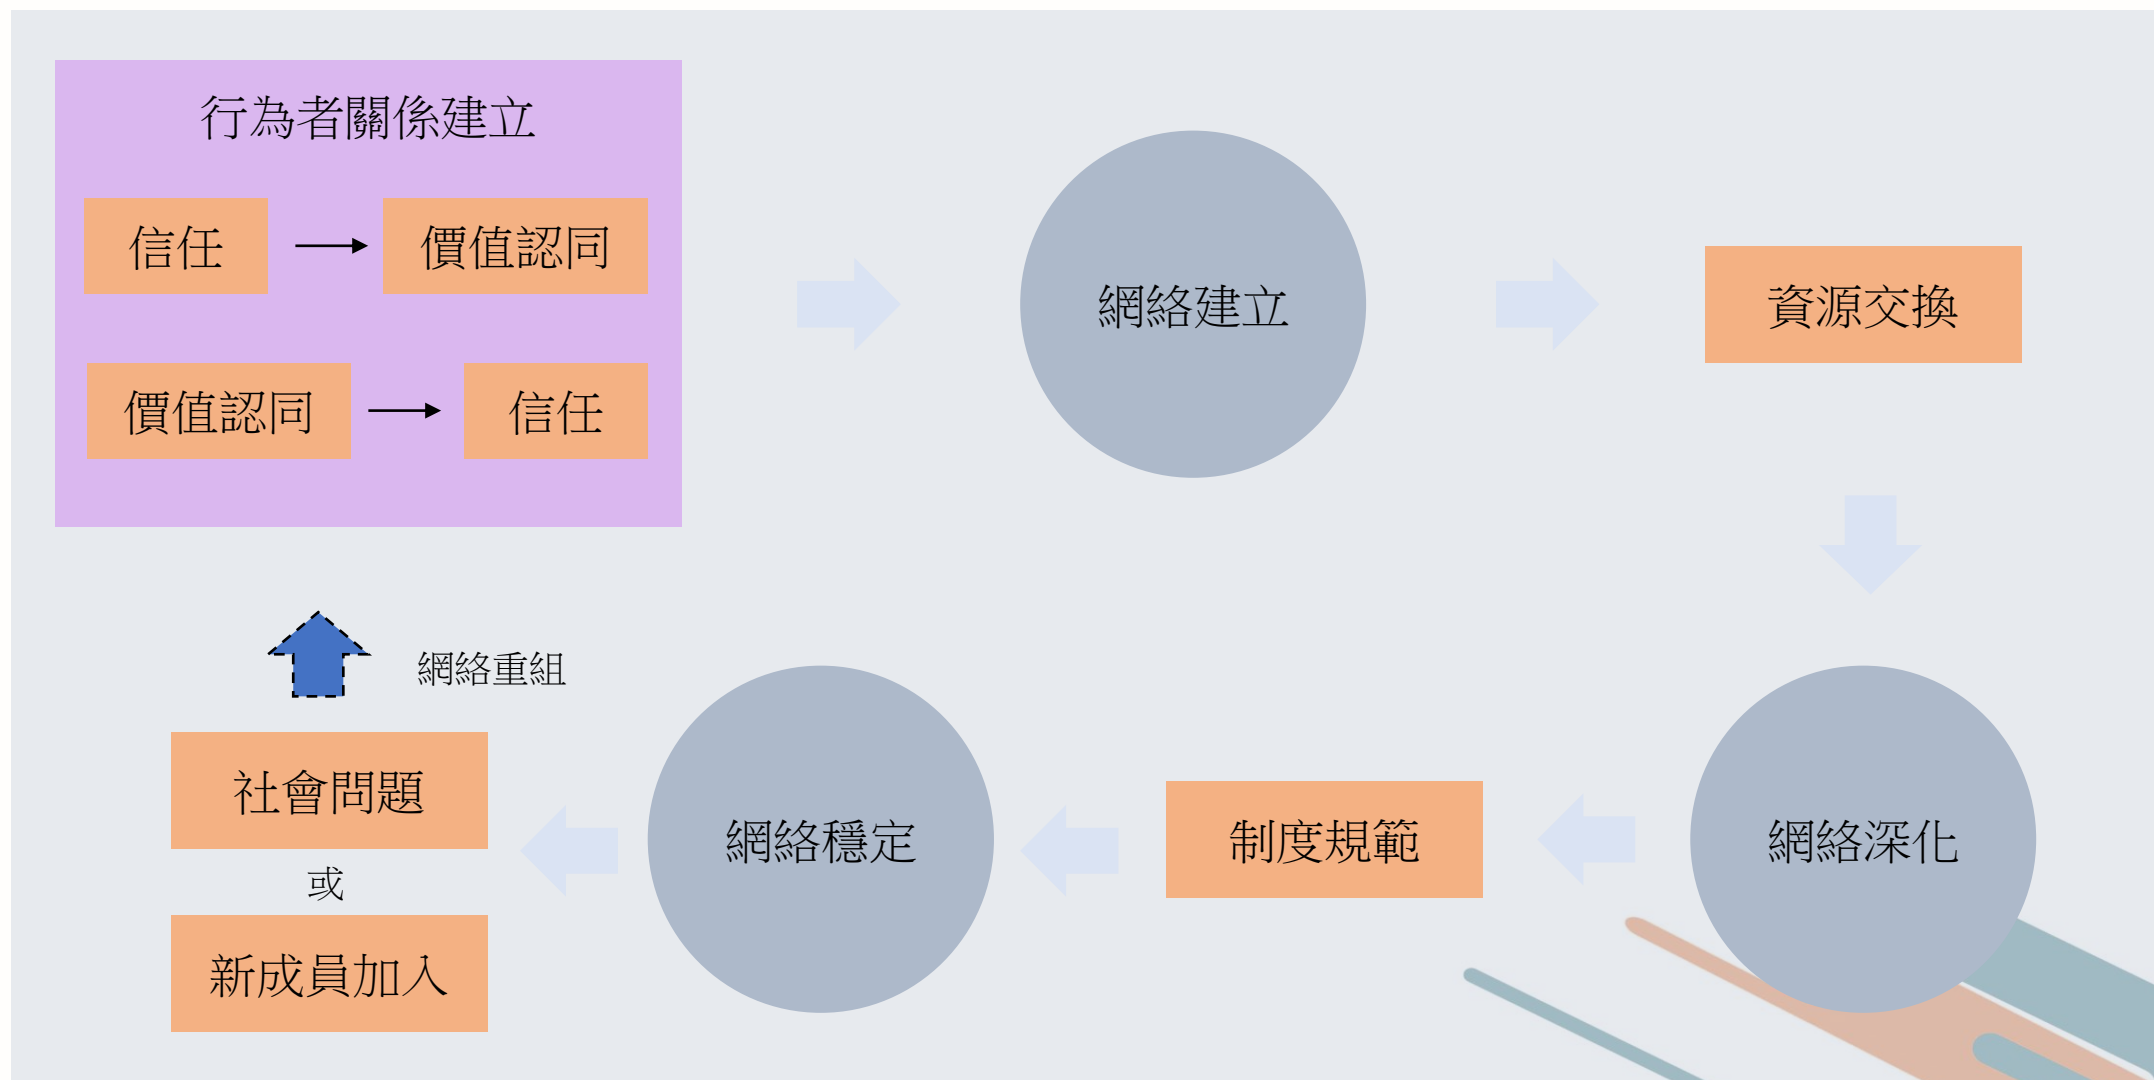 行為者關係建立
信任
價值認同
價值認同
信任
網絡建立
資源交換
網絡深化
制度規範
網絡穩定
社會問題
或
新成員加入
網絡重組